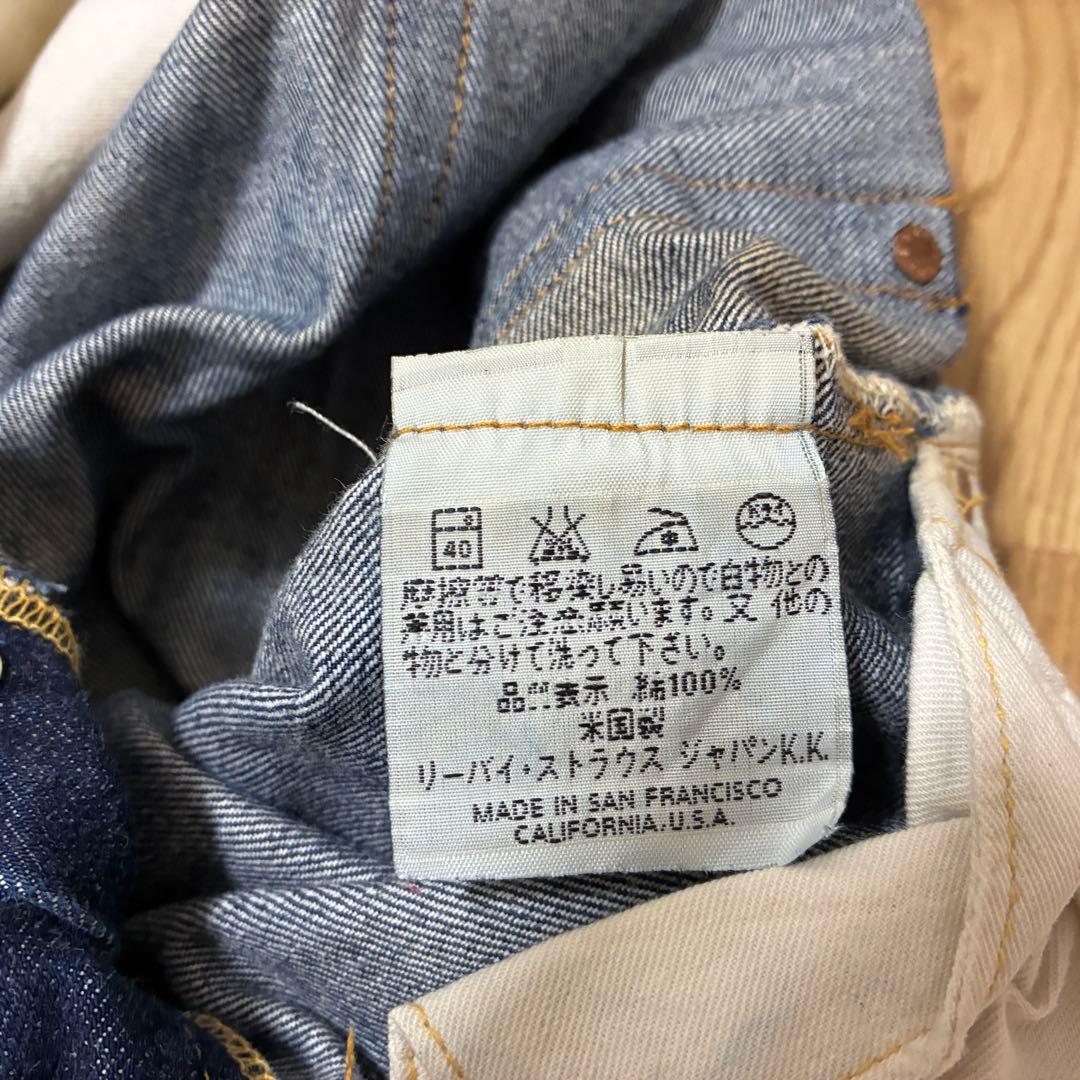 40
摩擦等で移染し易いので白物との
着用はご注意願います。又 他の
物と分けて洗って下さい。
品質表示 綿100%
米国製
リーバイ・ストラウス ジャパンK.K.
MADE IN SAN FRANCISCO
CALIFORNIA. U.S.A.